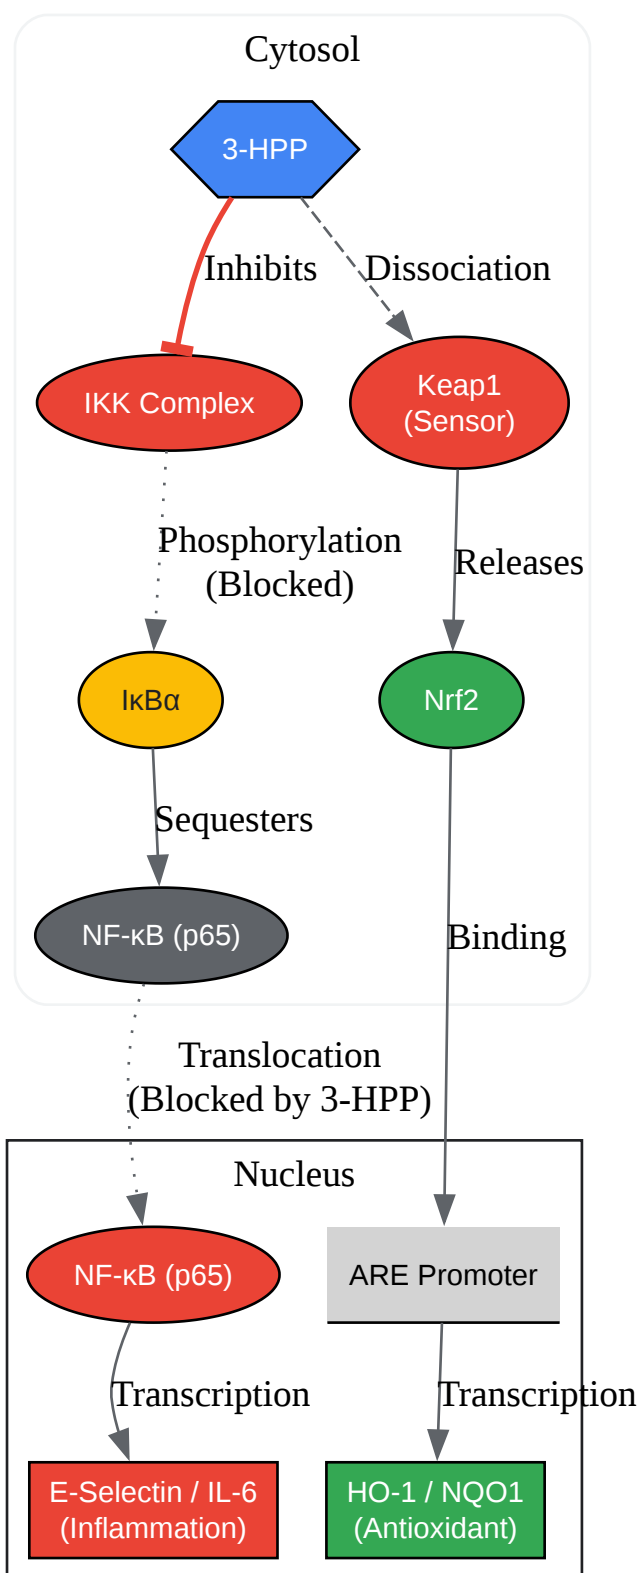 Cytosol
3-HPP
Inhibits
Dissociation
IKK Complex
Keap1
(Sensor)
Phosphorylation
(Blocked)
Releases
IκBα
Nrf2
Sequesters
NF-κB (p65)
Binding
Translocation
(Blocked by 3-HPP)
Nucleus
NF-κB (p65)
ARE Promoter
Transcription
Transcription
E-Selectin / IL-6
(Inflammation)
HO-1 / NQO1
(Antioxidant)